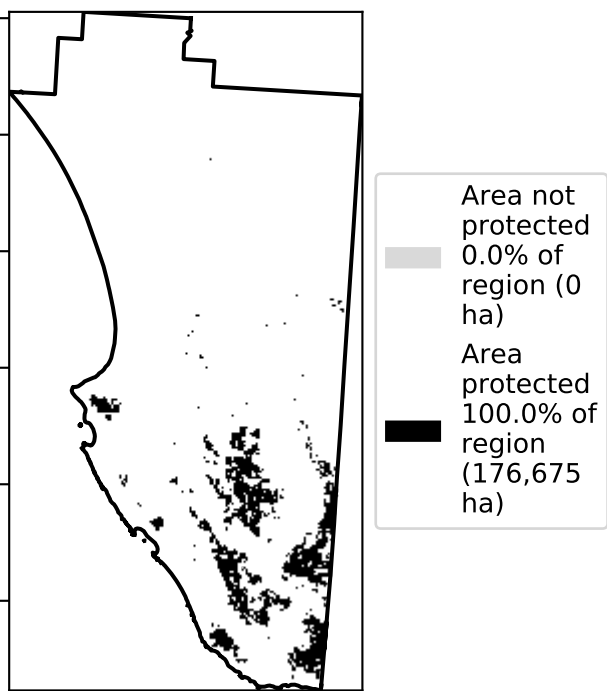 Area not
protected
0.0% of
region (0
ha)
Area
protected
100.0% of
region
(176,675
ha)